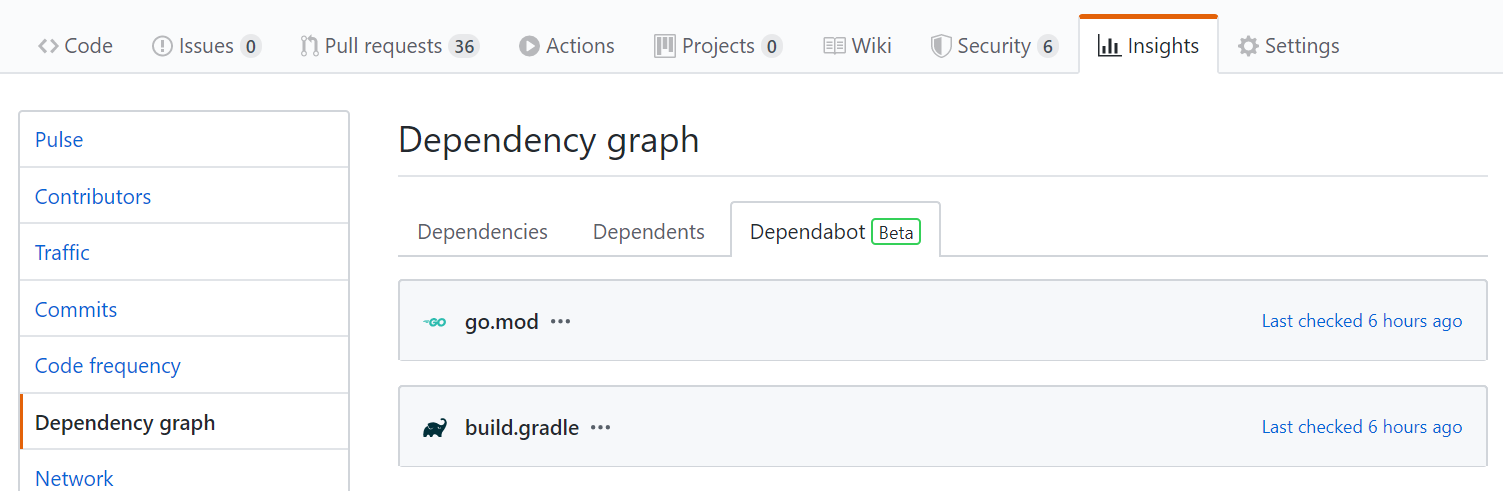 Code Issues 0 Pull requests 36 Actions Projects 0 Wiki Security 6 Insights Settings
Pulse
Contributors
Traffic
Commits
Code frequency
Dependency graph
Network
Dependency graph
Dependencies Dependents Dependabot Beta
GO go.mod ··· Last checked 6 hours ago
build.gradle ··· Last checked 6 hours ago